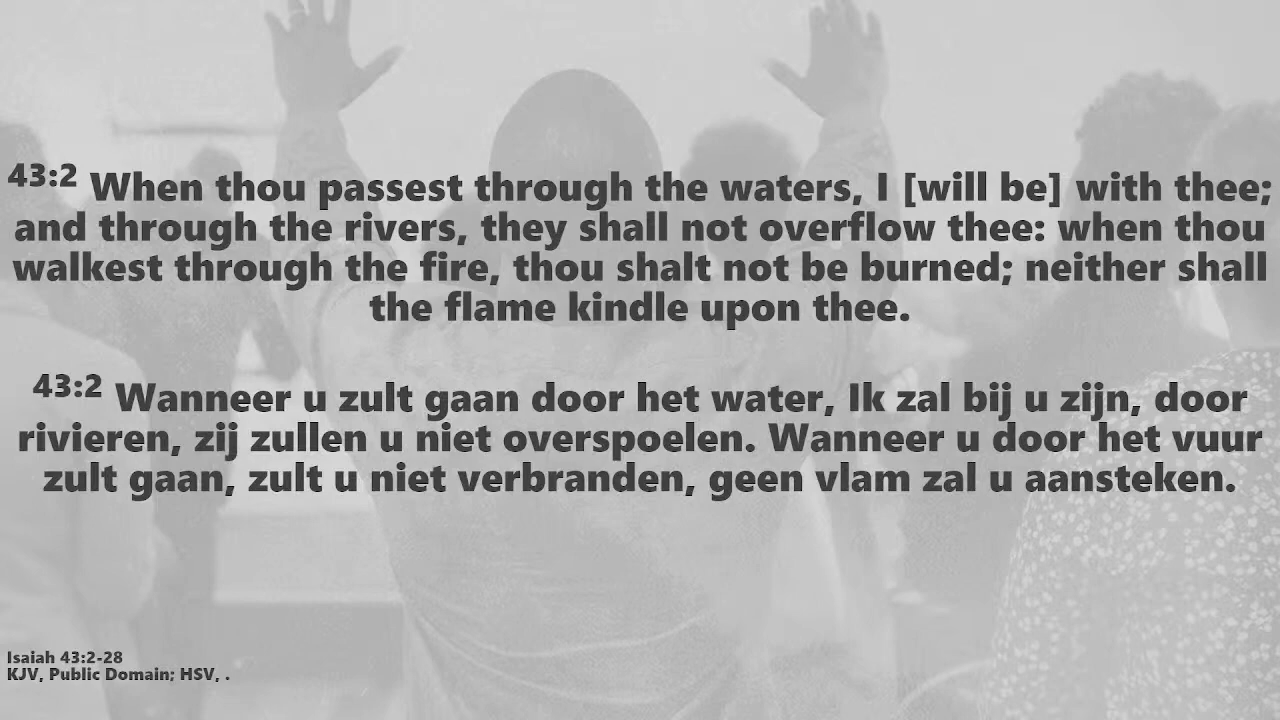 43:2 When thou passest through the waters, I [will be] with thee;
and through the rivers, they shall not overflow thee: when thou
walkest through the fire, thou shalt not be burned; neither shall
the flame kindle upon thee.
43:2 Wanneer u zult gaan door het water, Ik zal bij u zijn, door
rivieren, zij zullen u niet overspoelen. Wanneer u door het vuur
zult gaan, zult u niet verbranden, geen vlam zal u aansteken.
Isaiah 43:2-28
KJV, Public Domain; HSV, .